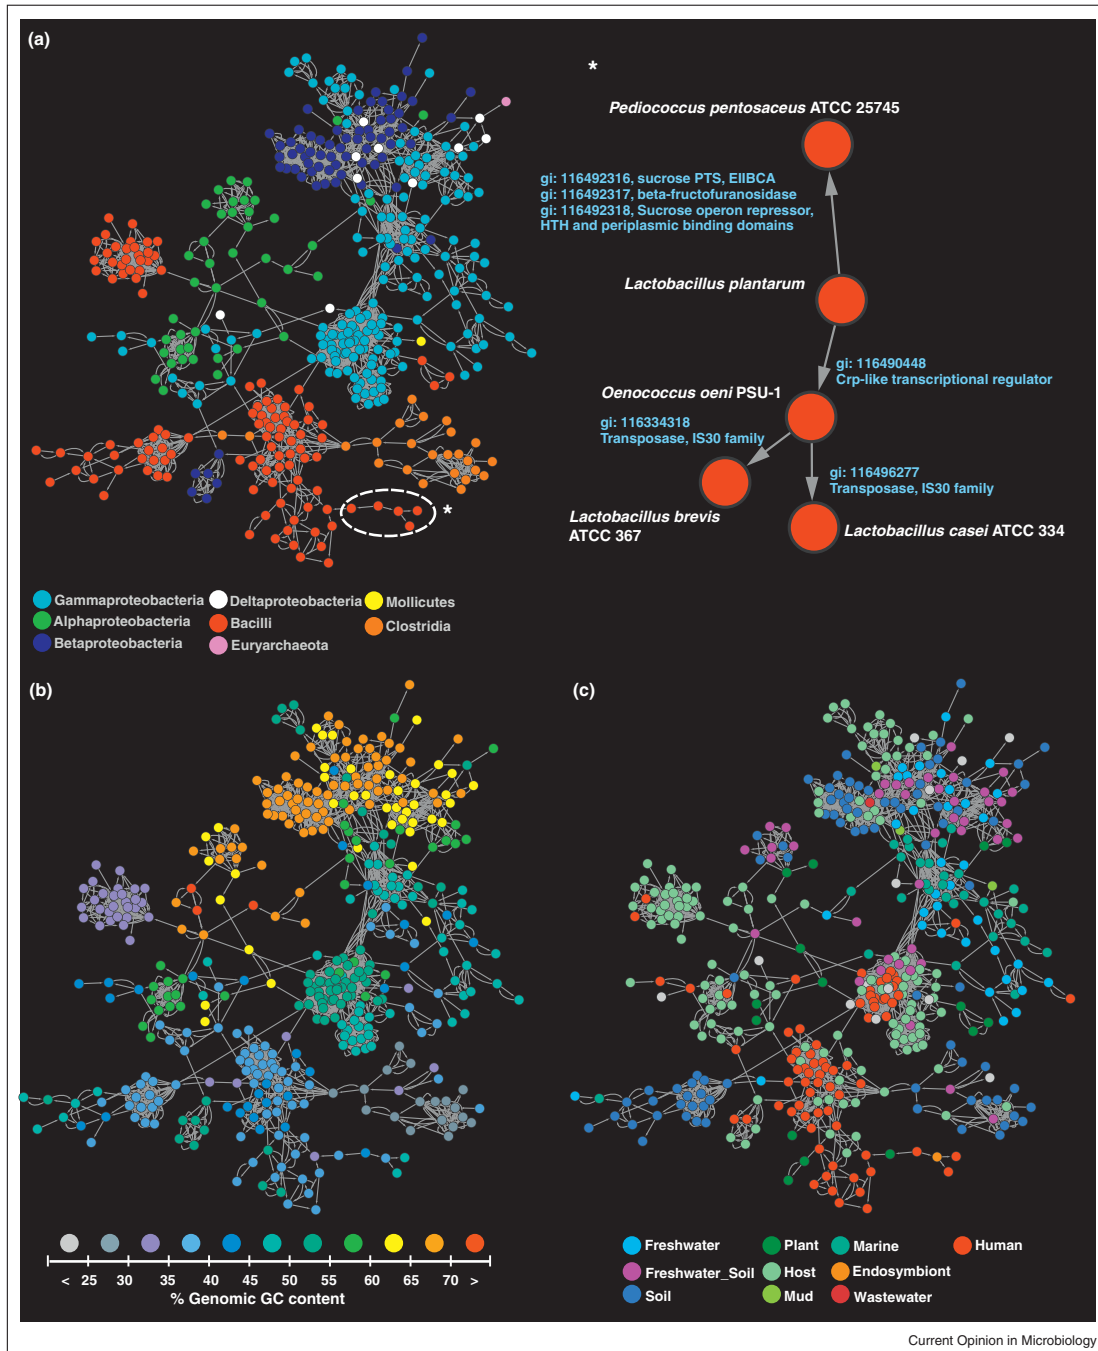 (a)
*
Pediococcus pentosaceus ATCC 25745
gi: 116492316, sucrose PTS, EIIBCA
gi: 116492317, beta-fructofuranosidase
gi: 116492318, Sucrose operon repressor,
HTH and periplasmic binding domains
Lactobacillus plantarum
gi: 116490448
Crp-like transcriptional regulator
Oenococcus oeni PSU-1
gi: 116334318
Transposase, IS30 family
gi: 116496277
Transposase, IS30 family
Lactobacillus brevis
ATCC 367
Lactobacillus casei ATCC 334
*
Gammaproteobacteria
Deltaproteobacteria
Mollicutes
Alphaproteobacteria
Bacilli
Clostridia
Betaproteobacteria
Euryarchaeota
(b)
(c)
< 25 30 35 40 45 50 55 60 65 70 >
% Genomic GC content
Freshwater
Plant
Marine
Human
Freshwater_Soil
Host
Endosymbiont
Soil
Mud
Wastewater
Current Opinion in Microbiology